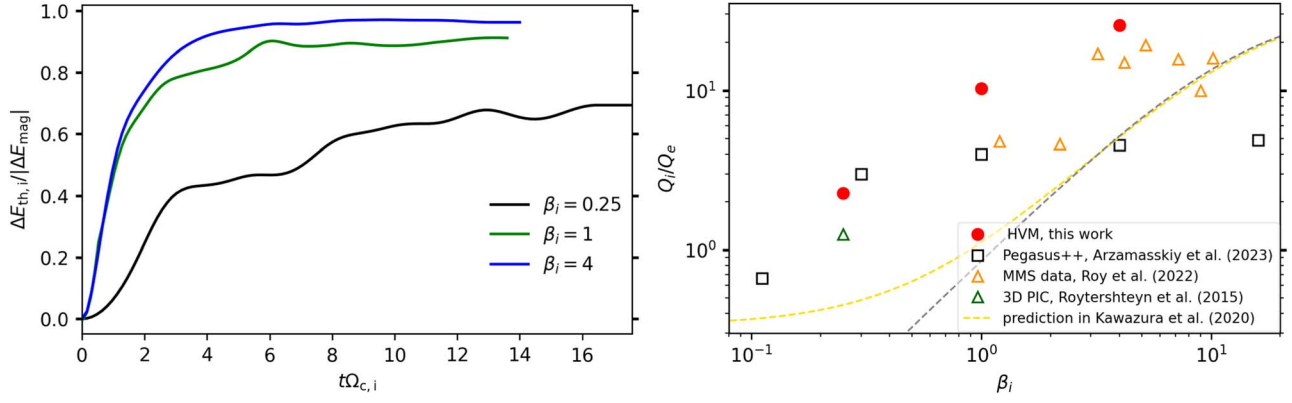 ΔE_th,i/|ΔE_mag|
1.0
0.8
0.6
0.4
0.2
0.0
β_i = 0.25
β_i = 1
β_i = 4
0 2 4 6 8 10 12 14 16
tΩ_c,i
Q_i/Q_e
10^1
10^0
HVM, this work
Pegasus++, Arzamasskiy et al. (2023)
MMS data, Roy et al. (2022)
3D PIC, Roytershteyn et al. (2015)
prediction in Kawazura et al. (2020)
10^−1 10^0 10^1
β_i